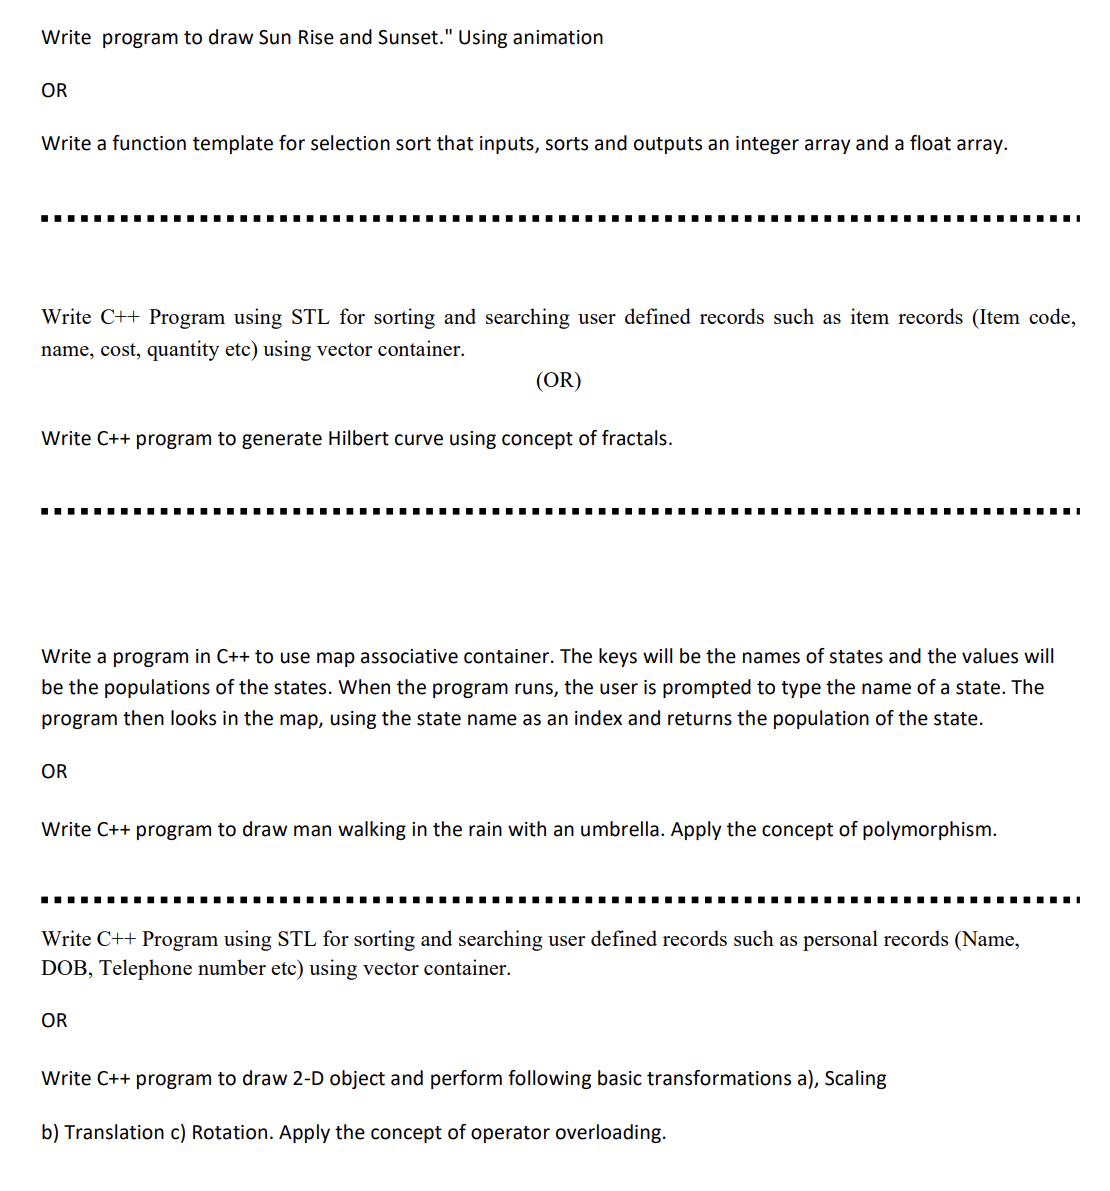 Write  program to draw Sun Rise and Sunset." Using animation
OR
Write a function template for selection sort that inputs, sorts and outputs an integer array and a float array.
Write C++ Program using STL for sorting and searching user defined records such as item records (Item code,
name, cost, quantity etc) using vector container.
(OR)
Write C++ program to generate Hilbert curve using concept of fractals.
Write a program in C++ to use map associative container. The keys will be the names of states and the values will
be the populations of the states. When the program runs, the user is prompted to type the name of a state. The
program then looks in the map, using the state name as an index and returns the population of the state.
OR
Write C++ program to draw man walking in the rain with an umbrella. Apply the concept of polymorphism.
Write C++ Program using STL for sorting and searching user defined records such as personal records (Name,
DOB, Telephone number etc) using vector container.
OR
Write C++ program to draw 2-D object and perform following basic transformations a), Scaling
b) Translation c) Rotation. Apply the concept of operator overloading.